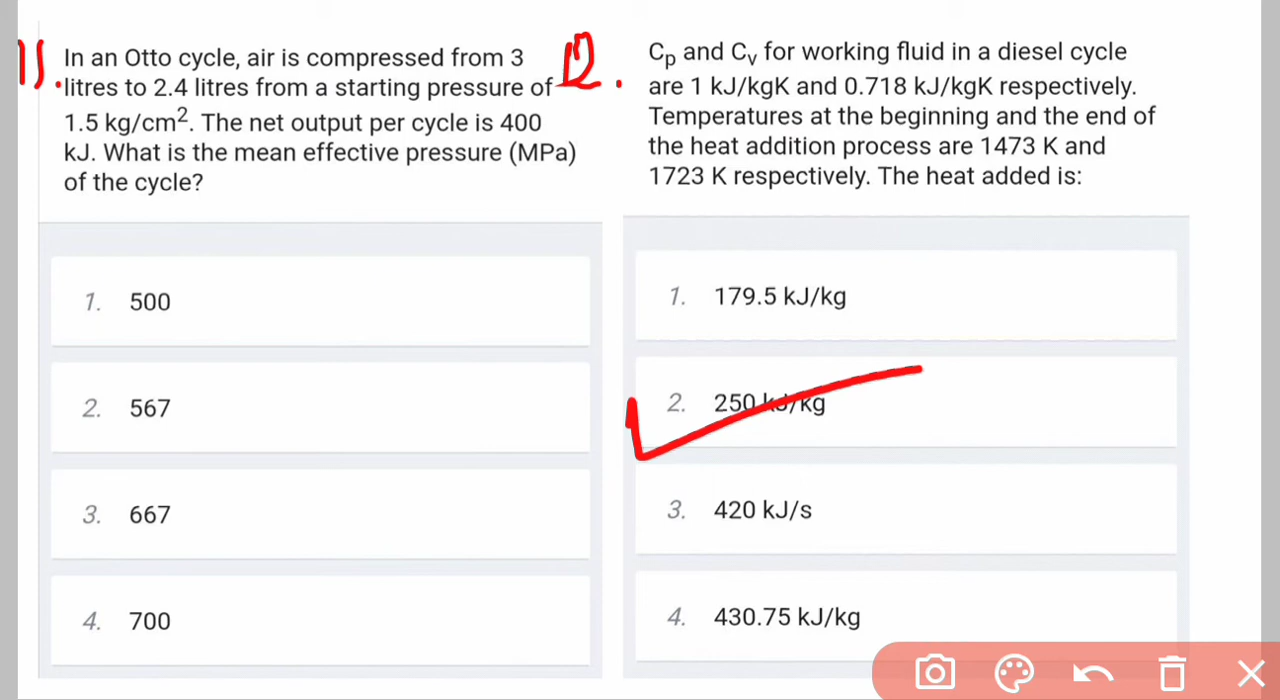 11.
In an Otto cycle, air is compressed from 3
litres to 2.4 litres from a starting pressure of
1.5 kg/cm². The net output per cycle is 400
kJ. What is the mean effective pressure (MPa)
of the cycle?
1. 500
2. 567
3. 667
4. 700
12.
Cp and Cv for working fluid in a diesel cycle
are 1 kJ/kgK and 0.718 kJ/kgK respectively.
Temperatures at the beginning and the end of
the heat addition process are 1473 K and
1723 K respectively. The heat added is:
1. 179.5 kJ/kg
2. 250 kJ/kg
3. 420 kJ/s
4. 430.75 kJ/kg